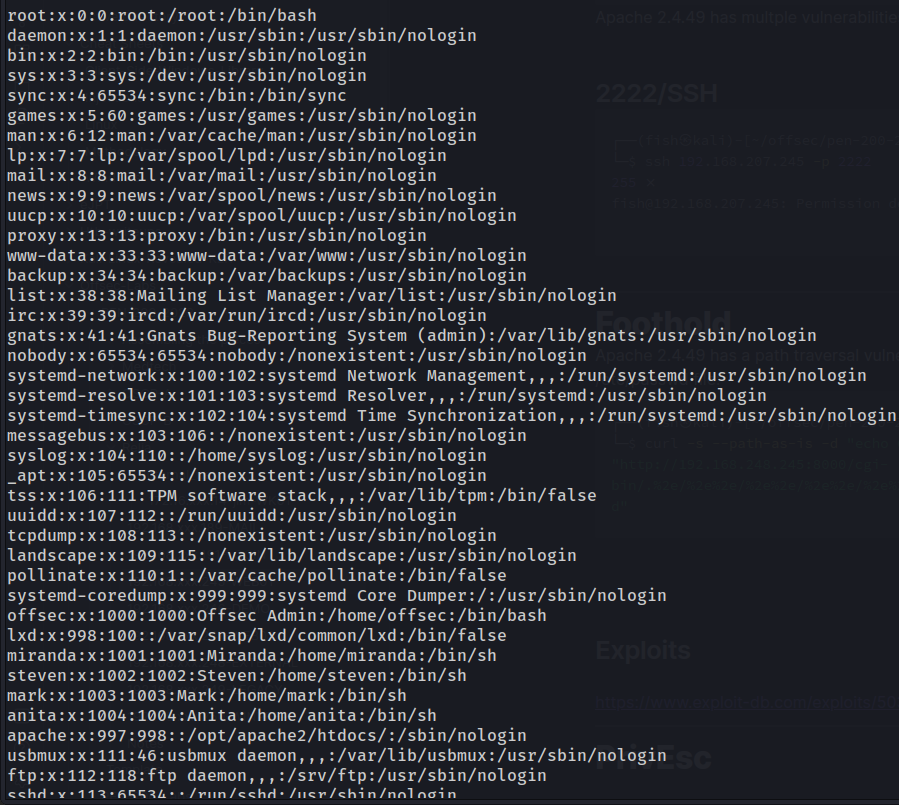 root:x:0:0:root:/root:/bin/bash
daemon:x:1:1:daemon:/usr/sbin:/usr/sbin/nologin
bin:x:2:2:bin:/bin:/usr/sbin/nologin
sys:x:3:3:sys:/dev:/usr/sbin/nologin
sync:x:4:65534:sync:/bin:/bin/sync
games:x:5:60:games:/usr/games:/usr/sbin/nologin
man:x:6:12:man:/var/cache/man:/usr/sbin/nologin
lp:x:7:7:lp:/var/spool/lpd:/usr/sbin/nologin
mail:x:8:8:mail:/var/mail:/usr/sbin/nologin
news:x:9:9:news:/var/spool/news:/usr/sbin/nologin
uucp:x:10:10:uucp:/var/spool/uucp:/usr/sbin/nologin
proxy:x:13:13:proxy:/bin:/usr/sbin/nologin
www-data:x:33:33:www-data:/var/www:/usr/sbin/nologin
backup:x:34:34:backup:/var/backups:/usr/sbin/nologin
list:x:38:38:Mailing List Manager:/var/list:/usr/sbin/nologin
irc:x:39:39:ircd:/var/run/ircd:/usr/sbin/nologin
gnats:x:41:41:Gnats Bug-Reporting System (admin):/var/lib/gnats:/usr/sbin/nologin
nobody:x:65534:65534:nobody:/nonexistent:/usr/sbin/nologin
systemd-network:x:100:102:systemd Network Management,,,:/run/systemd:/usr/sbin/nologin
systemd-resolve:x:101:103:systemd Resolver,,,:/run/systemd:/usr/sbin/nologin
systemd-timesync:x:102:104:systemd Time Synchronization,,,:/run/systemd:/usr/sbin/nologin
messagebus:x:103:106::/nonexistent:/usr/sbin/nologin
syslog:x:104:110::/home/syslog:/usr/sbin/nologin
_apt:x:105:65534::/nonexistent:/usr/sbin/nologin
tss:x:106:111:TPM software stack,,,:/var/lib/tpm:/bin/false
uuidd:x:107:112::/run/uuidd:/usr/sbin/nologin
tcpdump:x:108:113::/nonexistent:/usr/sbin/nologin
landscape:x:109:115::/var/lib/landscape:/usr/sbin/nologin
pollinate:x:110:1::/var/cache/pollinate:/bin/false
systemd-coredump:x:999:999:systemd Core Dumper:/:/usr/sbin/nologin
offsec:x:1000:1000:Offsec Admin:/home/offsec:/bin/bash
lxd:x:998:100::/var/snap/lxd/common/lxd:/bin/false
miranda:x:1001:1001:Miranda:/home/miranda:/bin/sh
steven:x:1002:1002:Steven:/home/steven:/bin/sh
mark:x:1003:1003:Mark:/home/mark:/bin/sh
anita:x:1004:1004:Anita:/home/anita:/bin/sh
apache:x:997:998::/opt/apache2/htdocs/:/sbin/nologin
usbmux:x:111:46:usbmux daemon,,,:/var/lib/usbmux:/usr/sbin/nologin
ftp:x:112:118:ftp daemon,,,:/srv/ftp:/usr/sbin/nologin
sshd:x:113:65534::/run/sshd:/usr/sbin/nologin
Apache 2.4.49 has multple
2222/SSH
Foothold
Apache 2.4.49 has a path traversal
Exploits